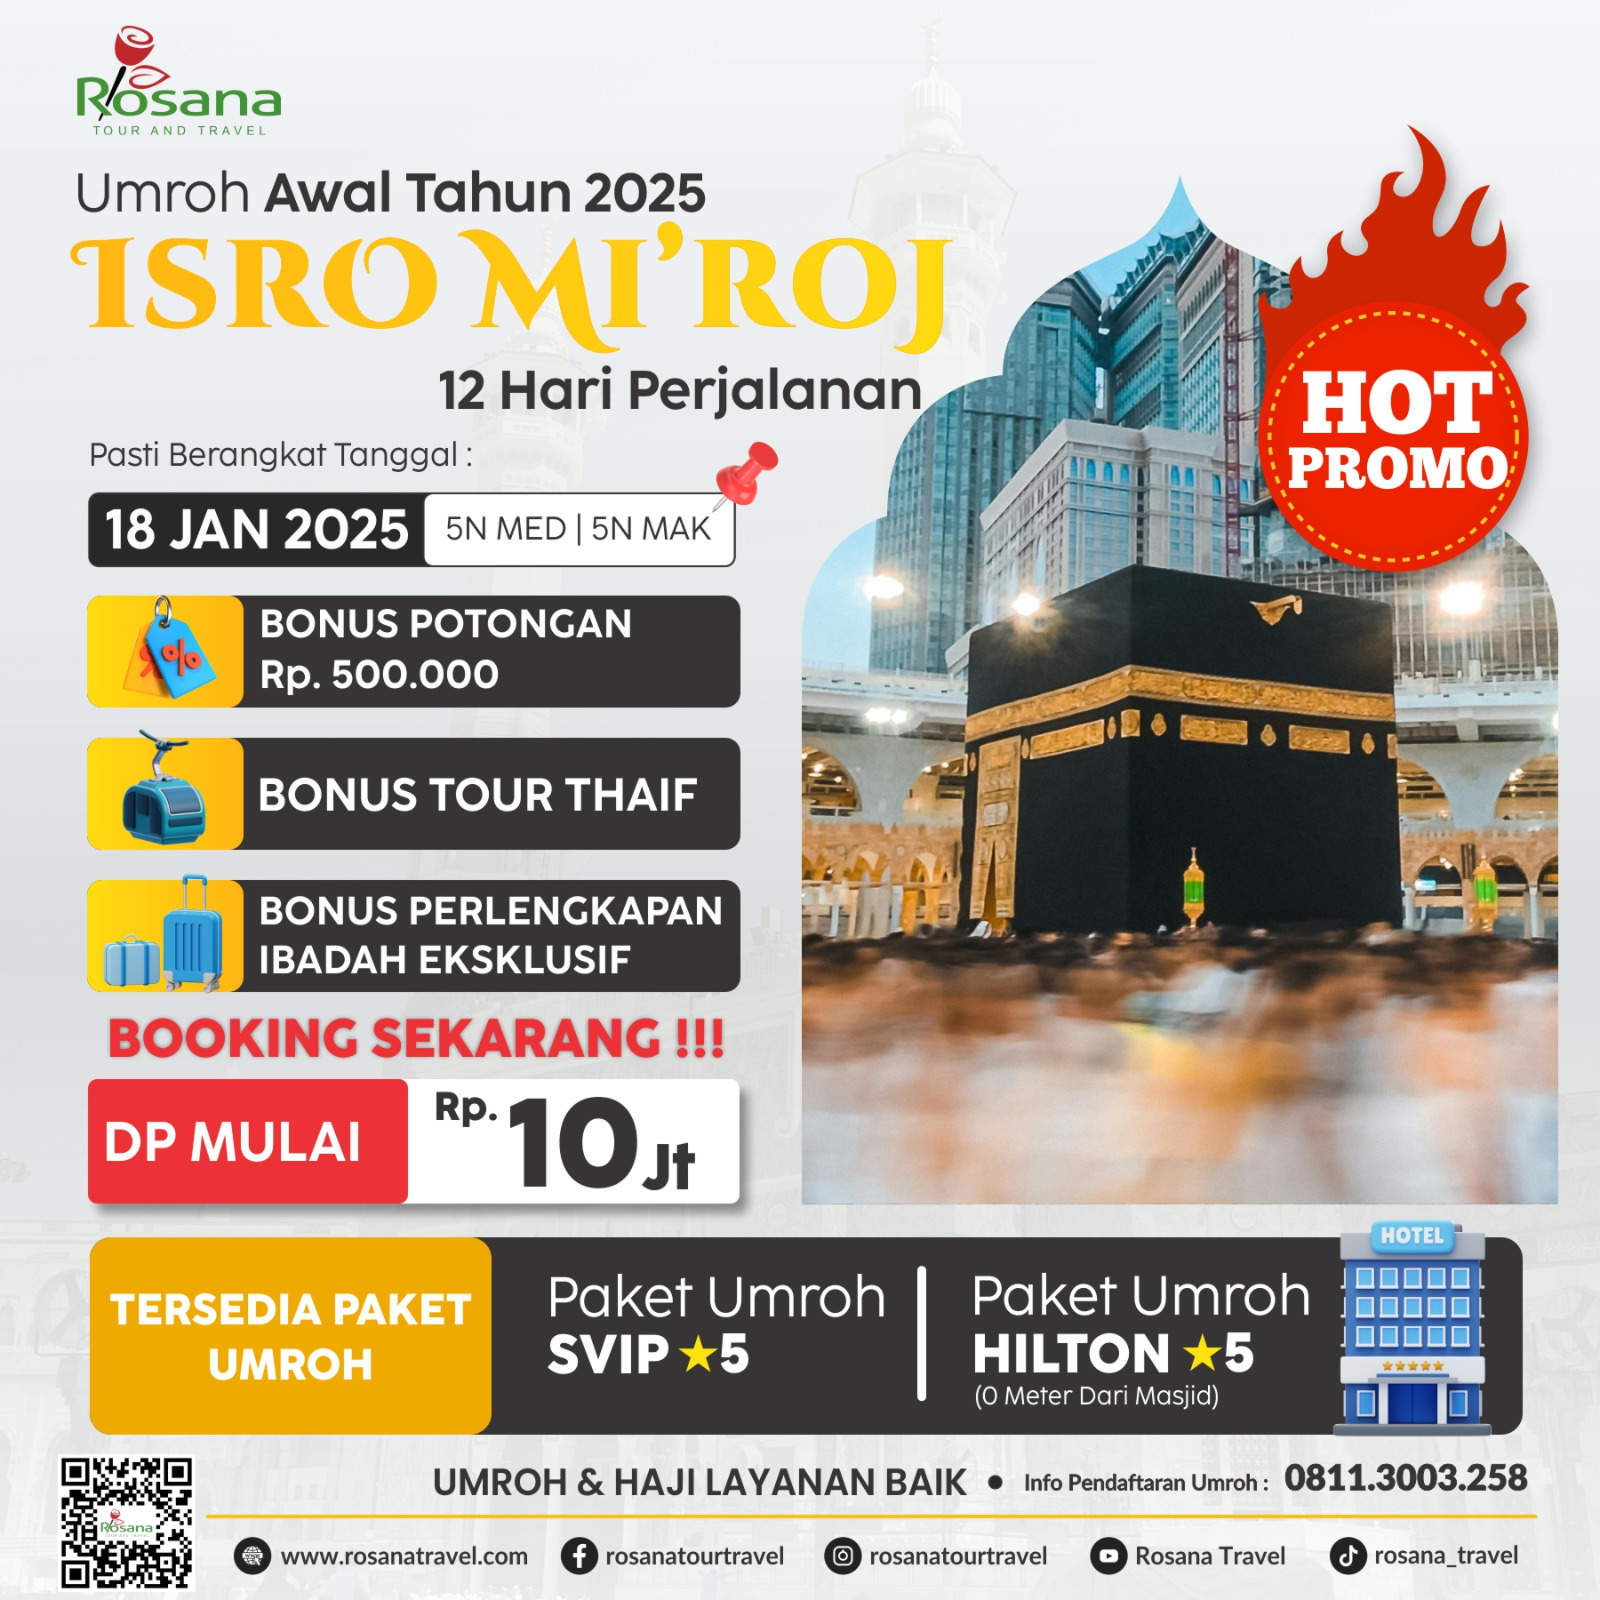 Rosana
TOUR AND TRAVEL
Umroh Awal Tahun 2025
ISRO MI'ROJ
12 Hari Perjalanan
HOT
PROMO
Pasti Berangkat Tanggal :
18 JAN 2025 5N MED | 5N MAK
BONUS POTONGAN
Rp. 500.000
BONUS TOUR THAIF
BONUS PERLENGKAPAN
IBADAH EKSKLUSIF
BOOKING SEKARANG !!!
DP MULAI Rp. 10 Jt
TERSEDIA PAKET
UMROH
Paket Umroh
SVIP ★5
Paket Umroh
HILTON ★5
(0 Meter Dari Masjid)
HOTEL
UMROH & HAJI LAYANAN BAIK • Info Pendaftaran Umroh : 0811.3003.258
Rosana
TOUR AND TRAVEL
www.rosanatravel.com rosanatourtravel rosanatourtravel Rosana Travel rosana_travel